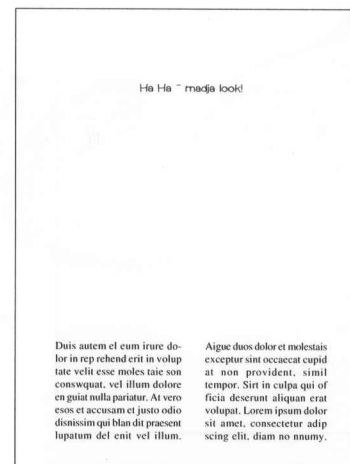 Ha Ha ~ madja look!
Duis autem el eum irure do-
lor in rep rehend erit in volup
tate velit esse moles taie son
conswquat, vel illum dolore
en guiat nulla pariatur. At vero
esos et accusam et justo odio
disnissim qui blan dit praesent
lupatum del enit vel illum.
Aigue duos dolor et molestais
exceptur sint occaecat cupid
at non provident, simil
tempor. Sirt in culpa qui of
ficia deserunt aliquan erat
volupat. Lorem ipsum dolor
sit amet, consectetur adip
scing elit, diam no nnumy.